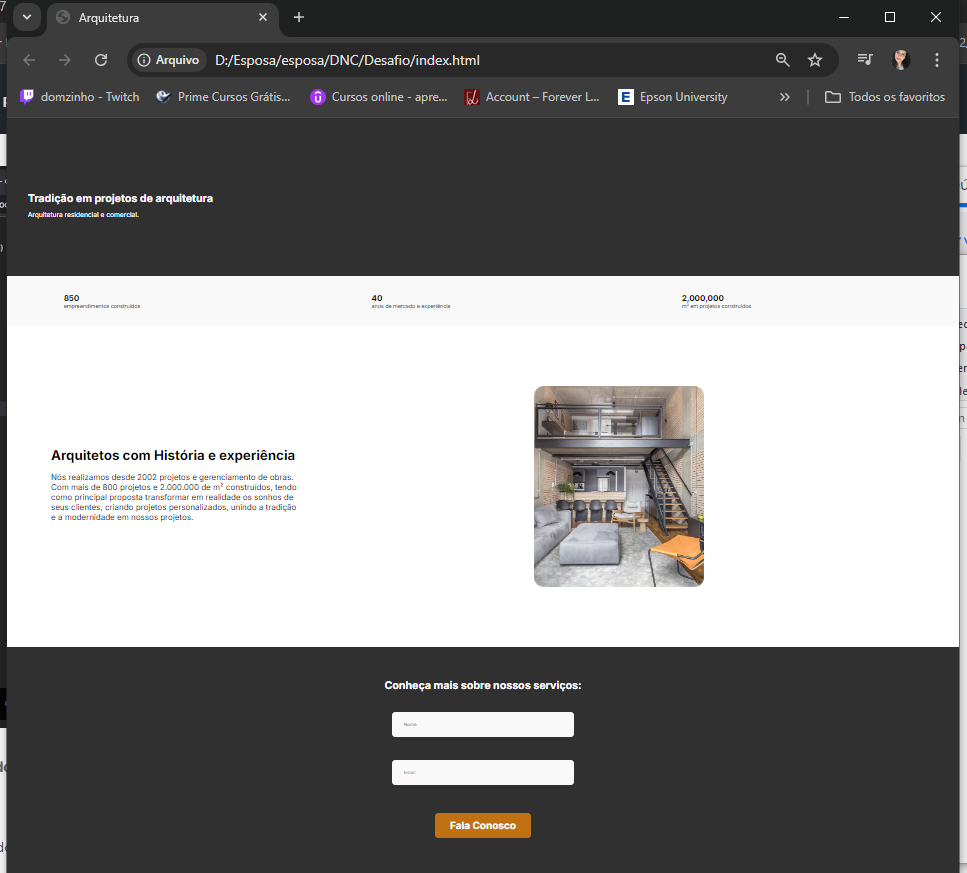 Arquitetura
Arquivo
D:/Esposa/esposa/DNC/Desafio/index.html
domzinho - Twitch
Prime Cursos Grátis...
Cursos online - apre...
Account – Forever L...
Epson University
Todos os favoritos
Tradição em projetos de arquitetura
Arquitetura residencial e comercial.
850
empreendimentos construídos
40
anos de mercado e experiência
2,000,000
m² em projetos construídos
Arquitetos com História e experiência
Nós realizamos desde 2002 projetos e gerenciamento de obras.
Com mais de 800 projetos e 2.000.000 de m² construídos, tendo
como principal proposta transformar em realidade os sonhos de
seus clientes, criando projetos personalizados, unindo a tradição
e a modernidade em nossos projetos.
Conheça mais sobre nossos serviços:
Nome
Email
Fala Conosco